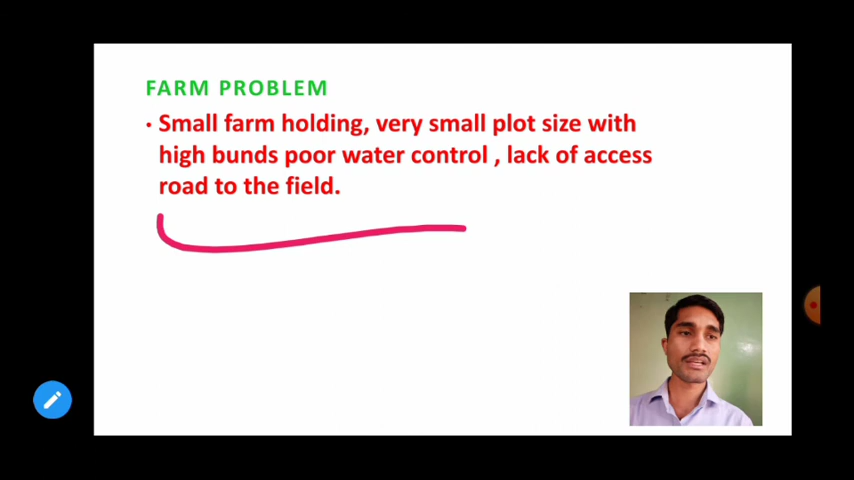 FARM PROBLEM
• Small farm holding, very small plot size with
high bunds poor water control , lack of access
road to the field.